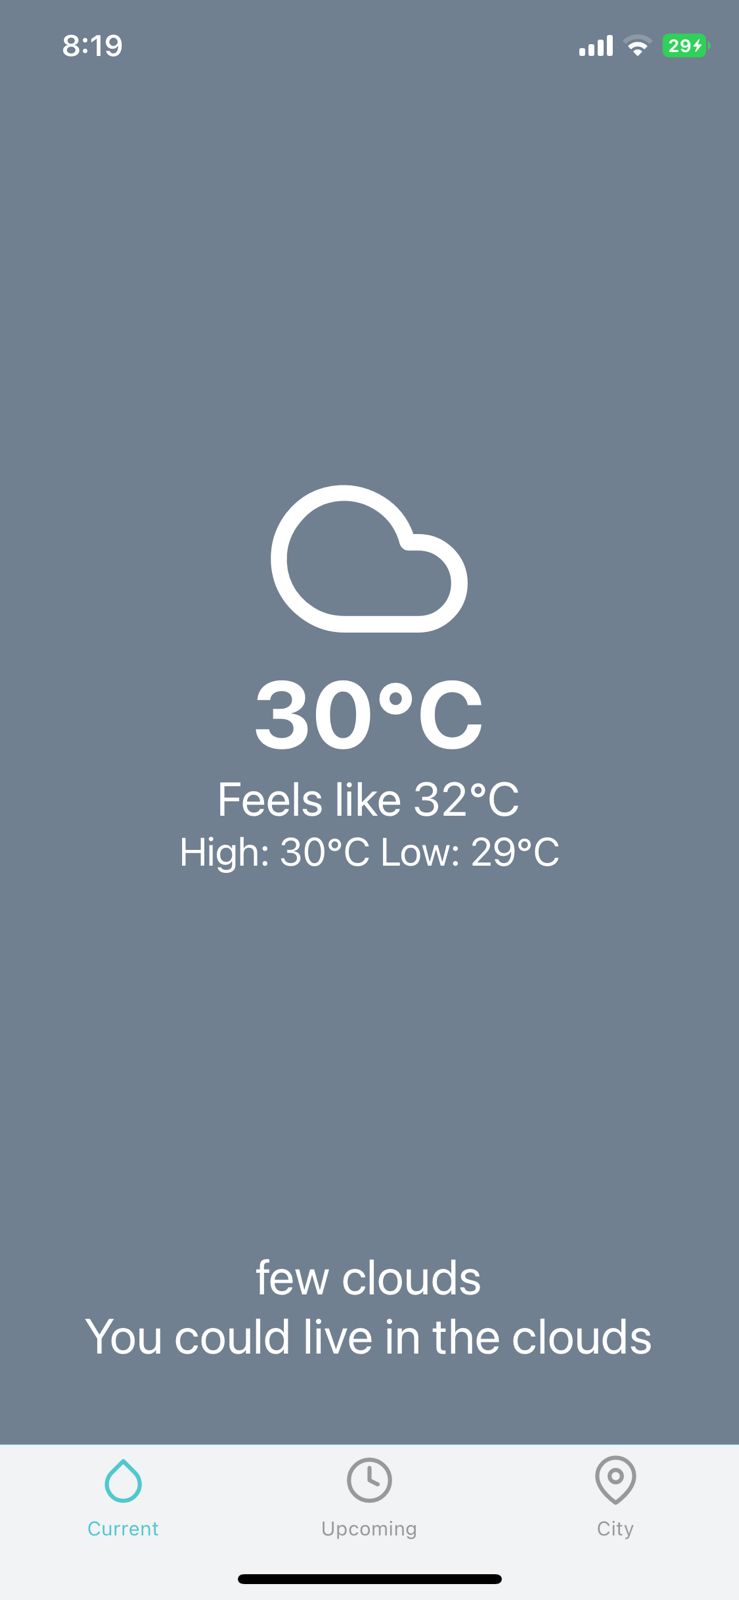 8:19
29
30°C
Feels like 32°C
High: 30°C Low: 29°C
few clouds
You could live in the clouds
Current
Upcoming
City